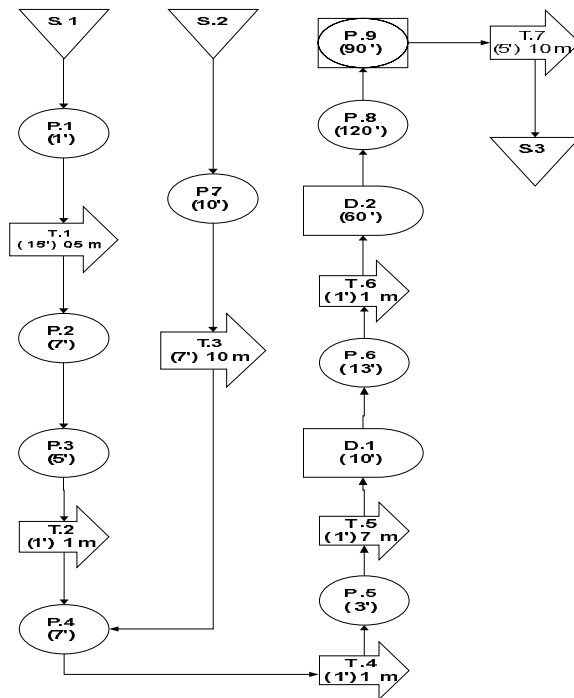 S. 1
P.1
(1')
T.1
(15') 05 m
P.2
(7')
P.3
(5')
T.2
(1') 1 m
P.4
(7')
S.2
P.7
(10')
T.3
(7') 10 m
P.9
(90')
P.8
(120')
D.2
(60')
T.6
(1') 1 m
P.6
(13')
D.1
(10')
T.5
(1') 7 m
P.5
(3')
T.4
(1') 1 m
T.7
(5') 10 m
S.3